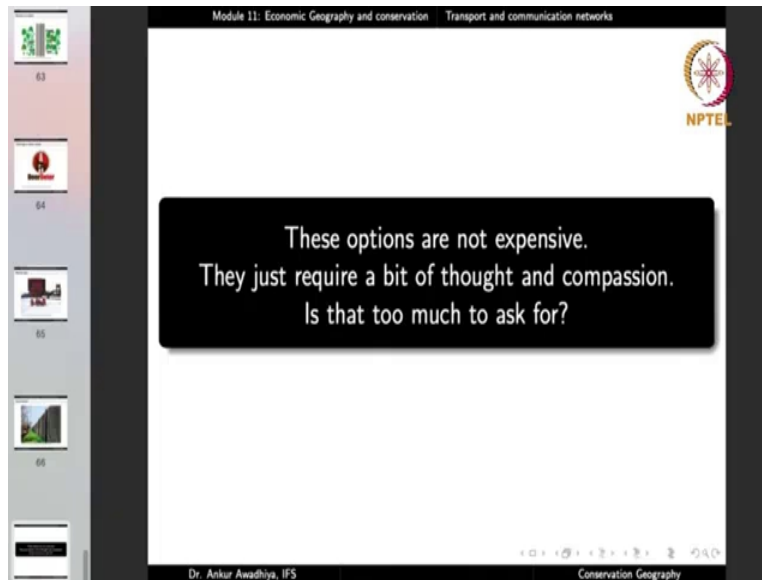 Module 11: Economic Geography and conservation Transport and communication networks
NPTEL
These options are not expensive.
They just require a bit of thought and compassion.
Is that too much to ask for?
63
64
65
66
Dr. Ankur Awadhiya, IFS Conservation Geography